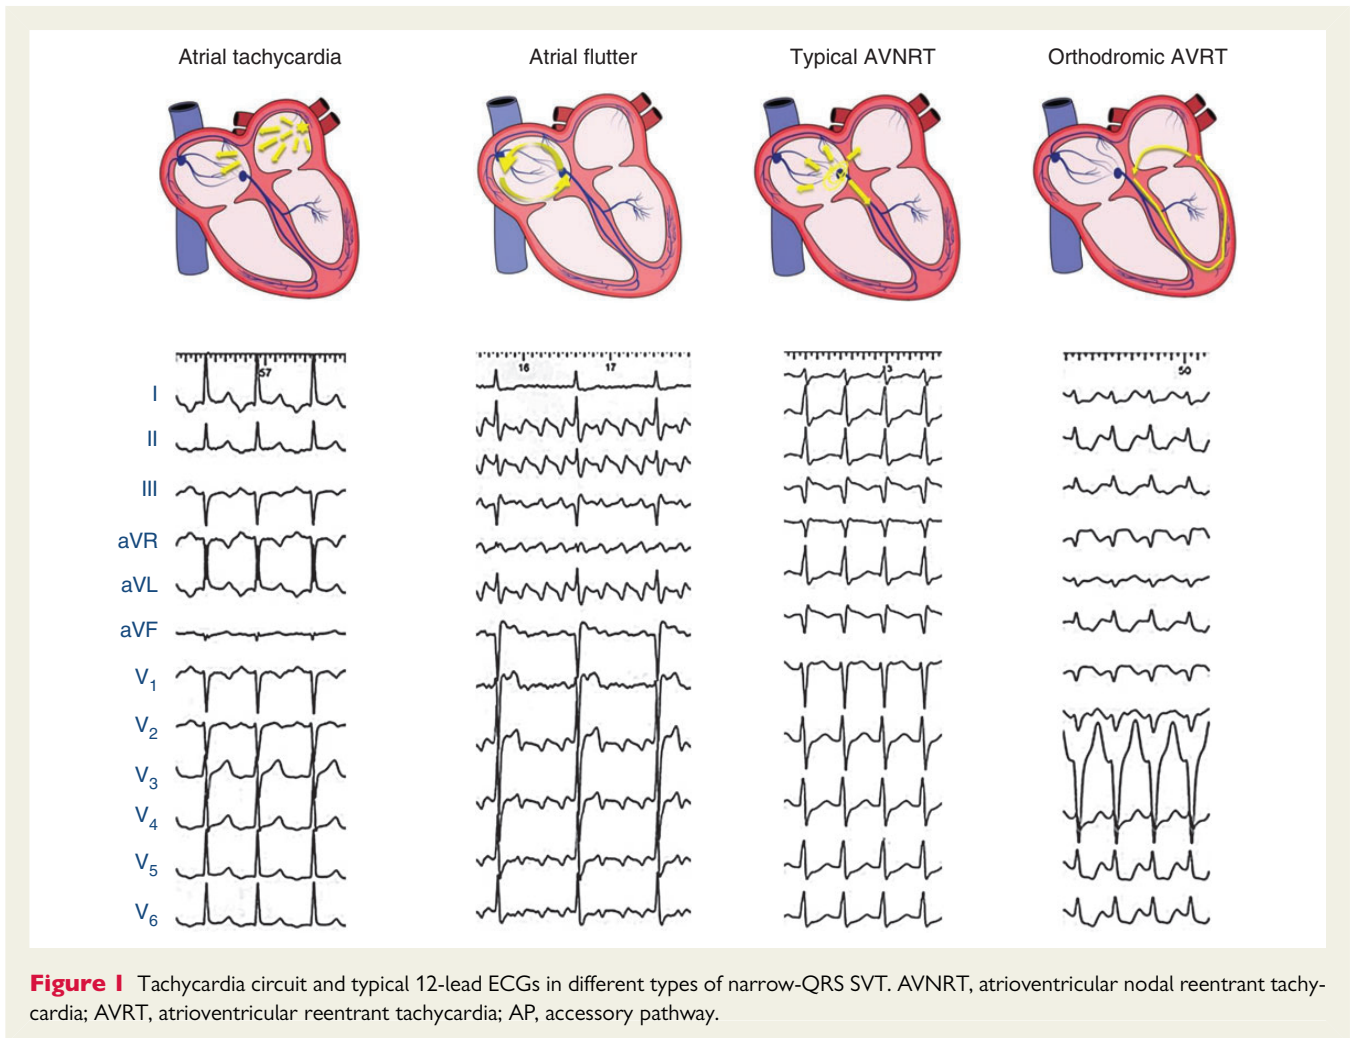 Atrial tachycardia
Atrial flutter
Typical AVNRT
Orthodromic AVRT
57
16
17
13
50
I
II
III
aVR
aVL
aVF
V1
V2
V3
V4
V5
V6
Figure 1 Tachycardia circuit and typical 12-lead ECGs in different types of narrow-QRS SVT. AVNRT, atrioventricular nodal reentrant tachy-
cardia; AVRT, atrioventricular reentrant tachycardia; AP, accessory pathway.